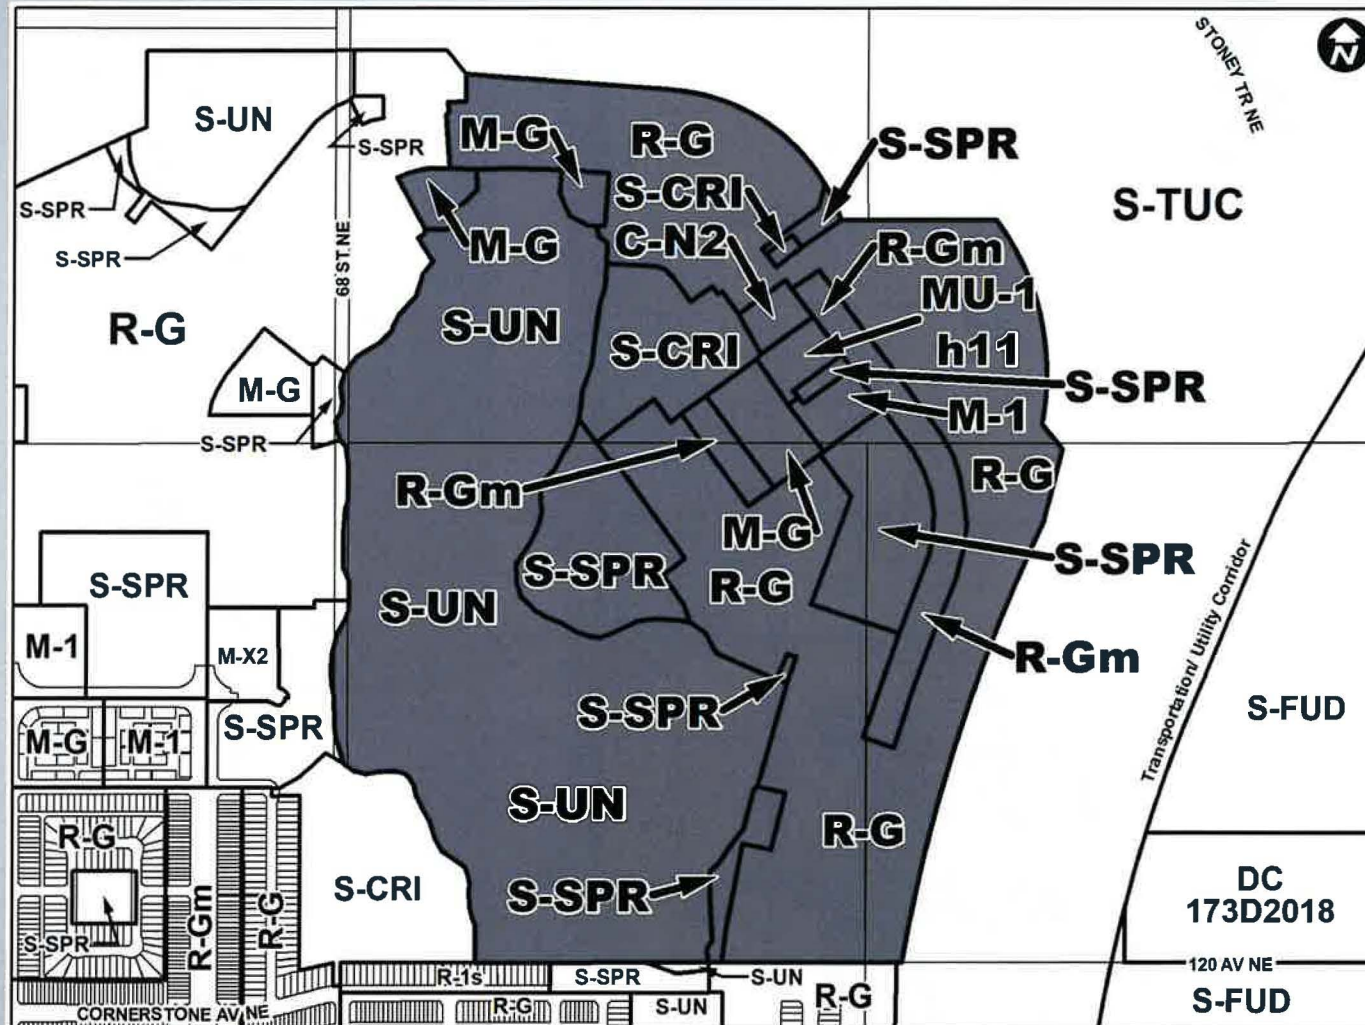 STONEY TR NE
N
S-UN
S-SPR
M-G
R-G
S-SPR
S-CRI
S-TUC
S-SPR
S-SPR
68 ST NE
M-G
C-N2
R-Gm
MU-1
h11
R-G
S-UN
S-CRI
S-SPR
M-G
S-SPR
M-1
R-G
R-Gm
M-G
S-SPR
S-SPR
R-G
S-SPR
S-UN
M-1
M-X2
R-Gm
Transportation/ Utility Corridor
S-SPR
S-SPR
S-FUD
M-G
M-1
S-UN
R-G
R-G
S-CRI
S-SPR
DC
173D2018
R-Gm
R-G
S-SPR
120 AV NE
R-1s
S-SPR
S-UN
R-G
S-FUD
R-G
S-UN
CORNERSTONE AV NE